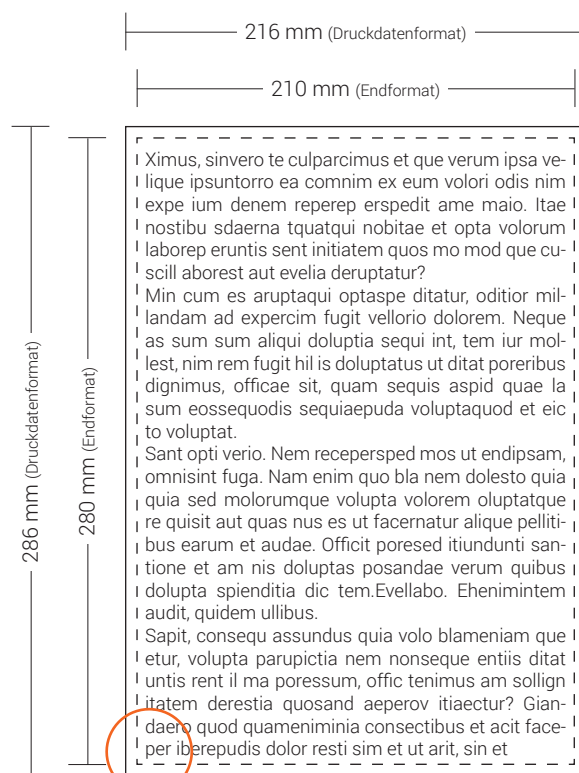 216 mm (Druckdatenformat)
210 mm (Endformat)
286 mm (Druckdatenformat)
280 mm (Endformat)
Ximus, sinvero te culparcimus et que verum ipsa ve-
lique ipsuntorro ea comnim ex eum volori odis nim
expe ium denem reperep erspedit ame maio. Itae
nostibu sdaerna tquatqui nobitae et opta volorum
laborep eruntis sent initiatem quos mo mod que cu-
scill aborest aut evelia deruptatur?
Min cum es aruptaqui optaspe ditatur, oditior mil-
landam ad expercim fugit vellorio dolorem. Neque
as sum sum aliqui doluptia sequi int, tem iur mol-
lest, nim rem fugit hil is doluptatus ut ditat poreribus
dignimus, officae sit, quam sequis aspid quae la
sum eossequodis sequiaepuda voluptaquod et eic
to voluptat.
Sant opti verio. Nem recepersped mos ut endipsam,
omnisint fuga. Nam enim quo bla nem dolesto quia
quia sed molorumque volupta volorem oluptatque
re quisit aut quas nus es ut facernatur alique pelliti-
bus earum et audae. Officit poresed itiundunti san-
tione et am nis doluptas posandae verum quibus
dolupta spienditia dic tem.Evellabo. Ehenimintem
audit, quidem ullibus.
Sapit, consequ assundus quia volo blameniam que
etur, volupta parupictia nem nonseque entiis ditat
untis rent il ma poressum, offic tenimus am sollign
itatem derestia quosand aeperov itiaectur? Gian-
daero quod quameniminia consectibus et acit face-
per iberepudis dolor resti sim et ut arit, sin et